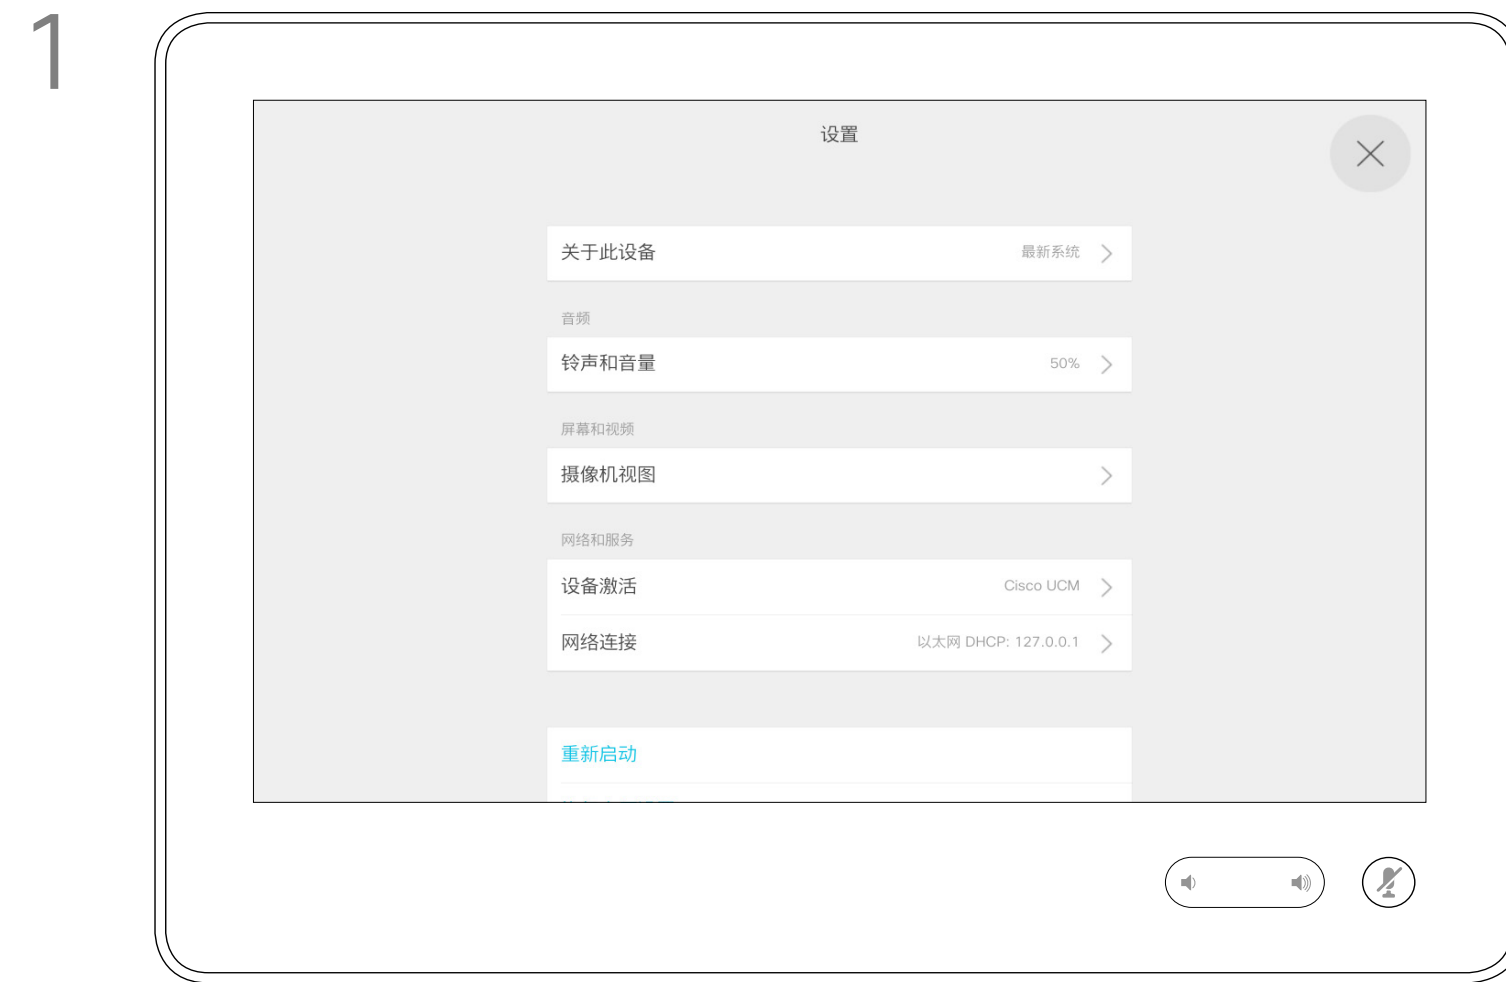 1
设置
关于此设备 最新系统
音频
铃声和音量 50%
屏幕和视频
摄像机视图
网络和服务
设备激活 Cisco UCM
网络连接 以太网 DHCP: 127.0.0.1
重新启动